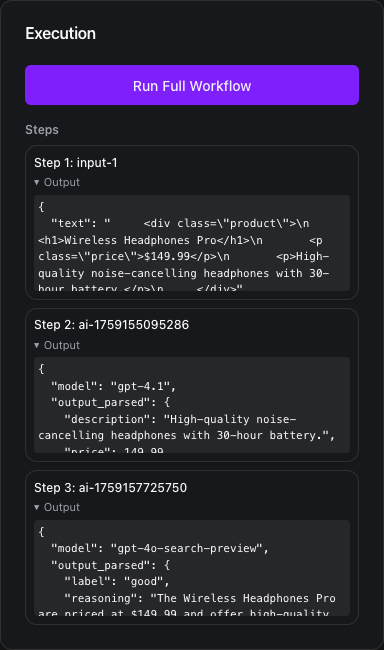 Execution
Run Full Workflow
Steps
Step 1: input-1
▾ Output
{
"text": "      <div class=\"product\">\n
<h1>Wireless Headphones Pro</h1>\n       <p
class=\"price\">$149.99</p>\n       <p>High-
quality noise-cancelling headphones with 30-
hour battery.</p>\n     </div>"
Step 2: ai-1759155095286
▾ Output
{
"model": "gpt-4.1",
"output_parsed": {
"description": "High-quality noise-
cancelling headphones with 30-hour battery.",
"price": 149.99
Step 3: ai-1759157725750
▾ Output
{
"model": "gpt-4o-search-preview",
"output_parsed": {
"label": "good",
"reasoning": "The Wireless Headphones Pro
are priced at $149.99 and offer high-quality